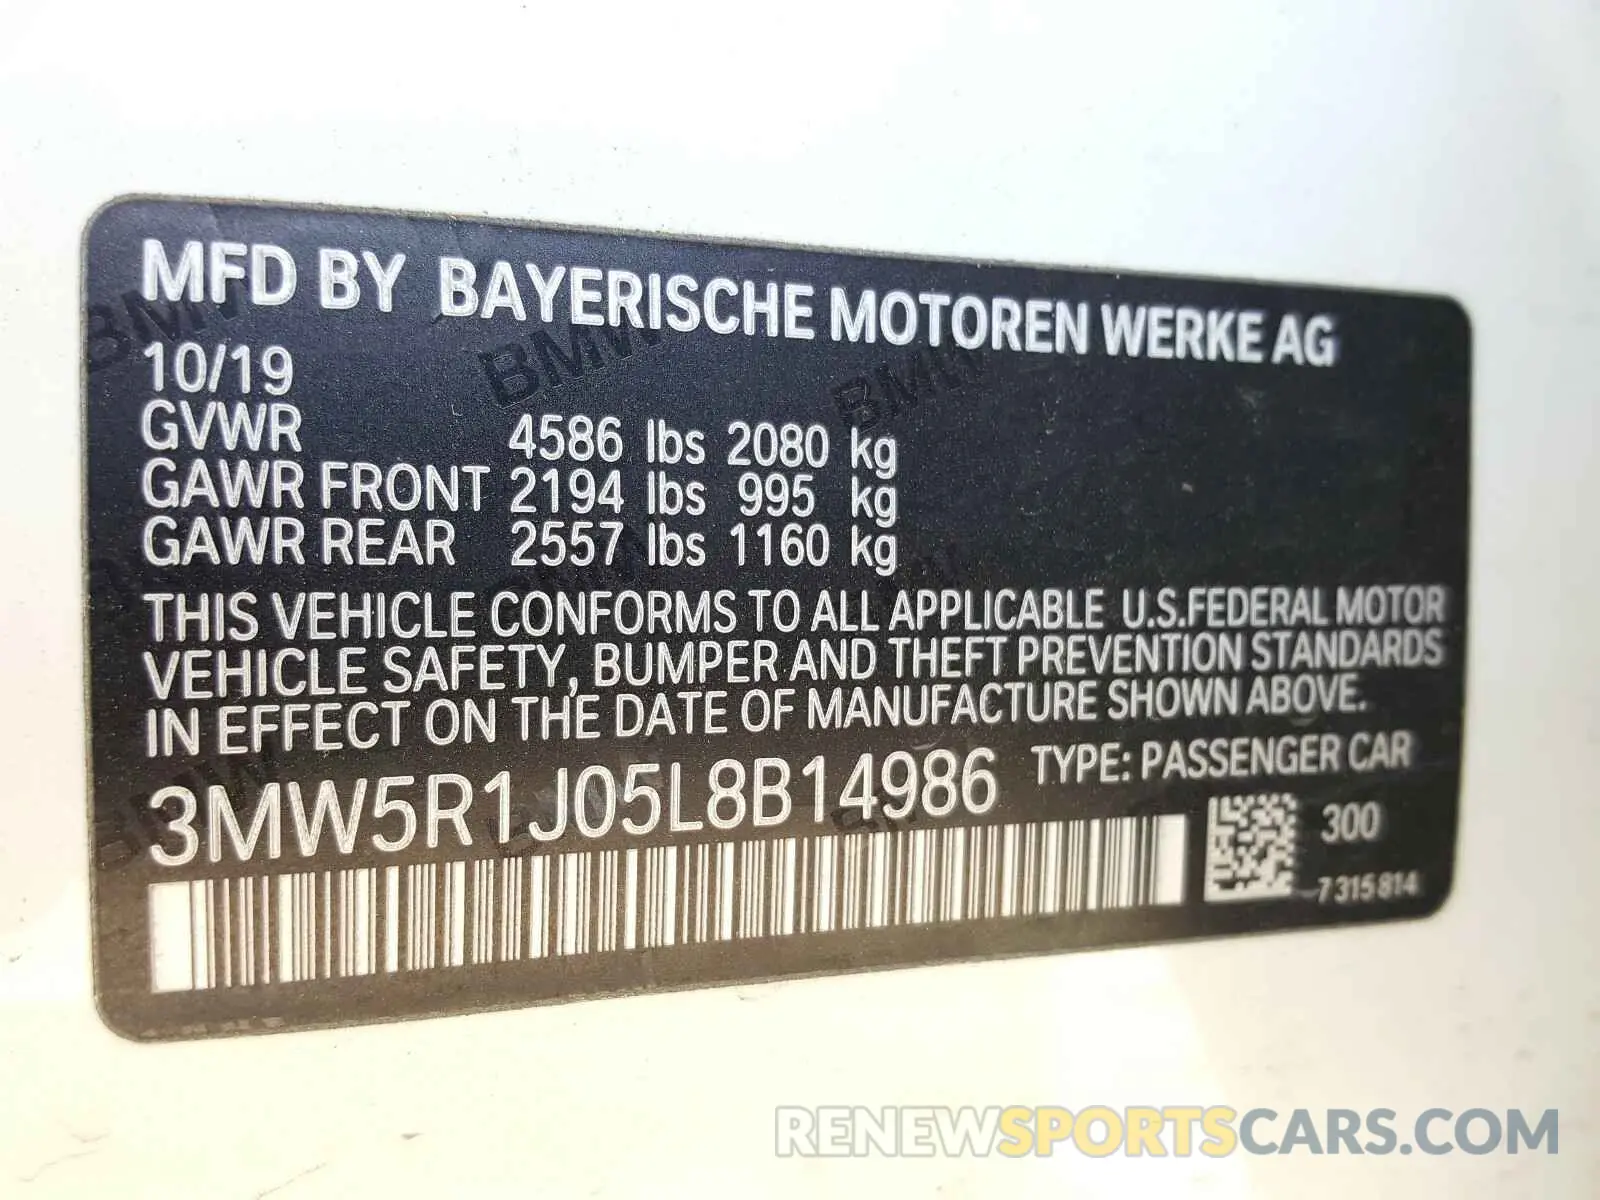 MFD BY BAYERISCHE MOTOREN WERKE AG
10/19
GVWR 4586 lbs 2080 kg
GAWR FRONT 2194 lbs 995 kg
GAWR REAR 2557 lbs 1160 kg
THIS VEHICLE CONFORMS TO ALL APPLICABLE U.S.FEDERAL MOTOR
VEHICLE SAFETY, BUMPER AND THEFT PREVENTION STANDARDS
IN EFFECT ON THE DATE OF MANUFACTURE SHOWN ABOVE.
3MW5R1J05L8B14986 TYPE: PASSENGER CAR
300
7 315 814
RENEWSPORTSCARS.COM